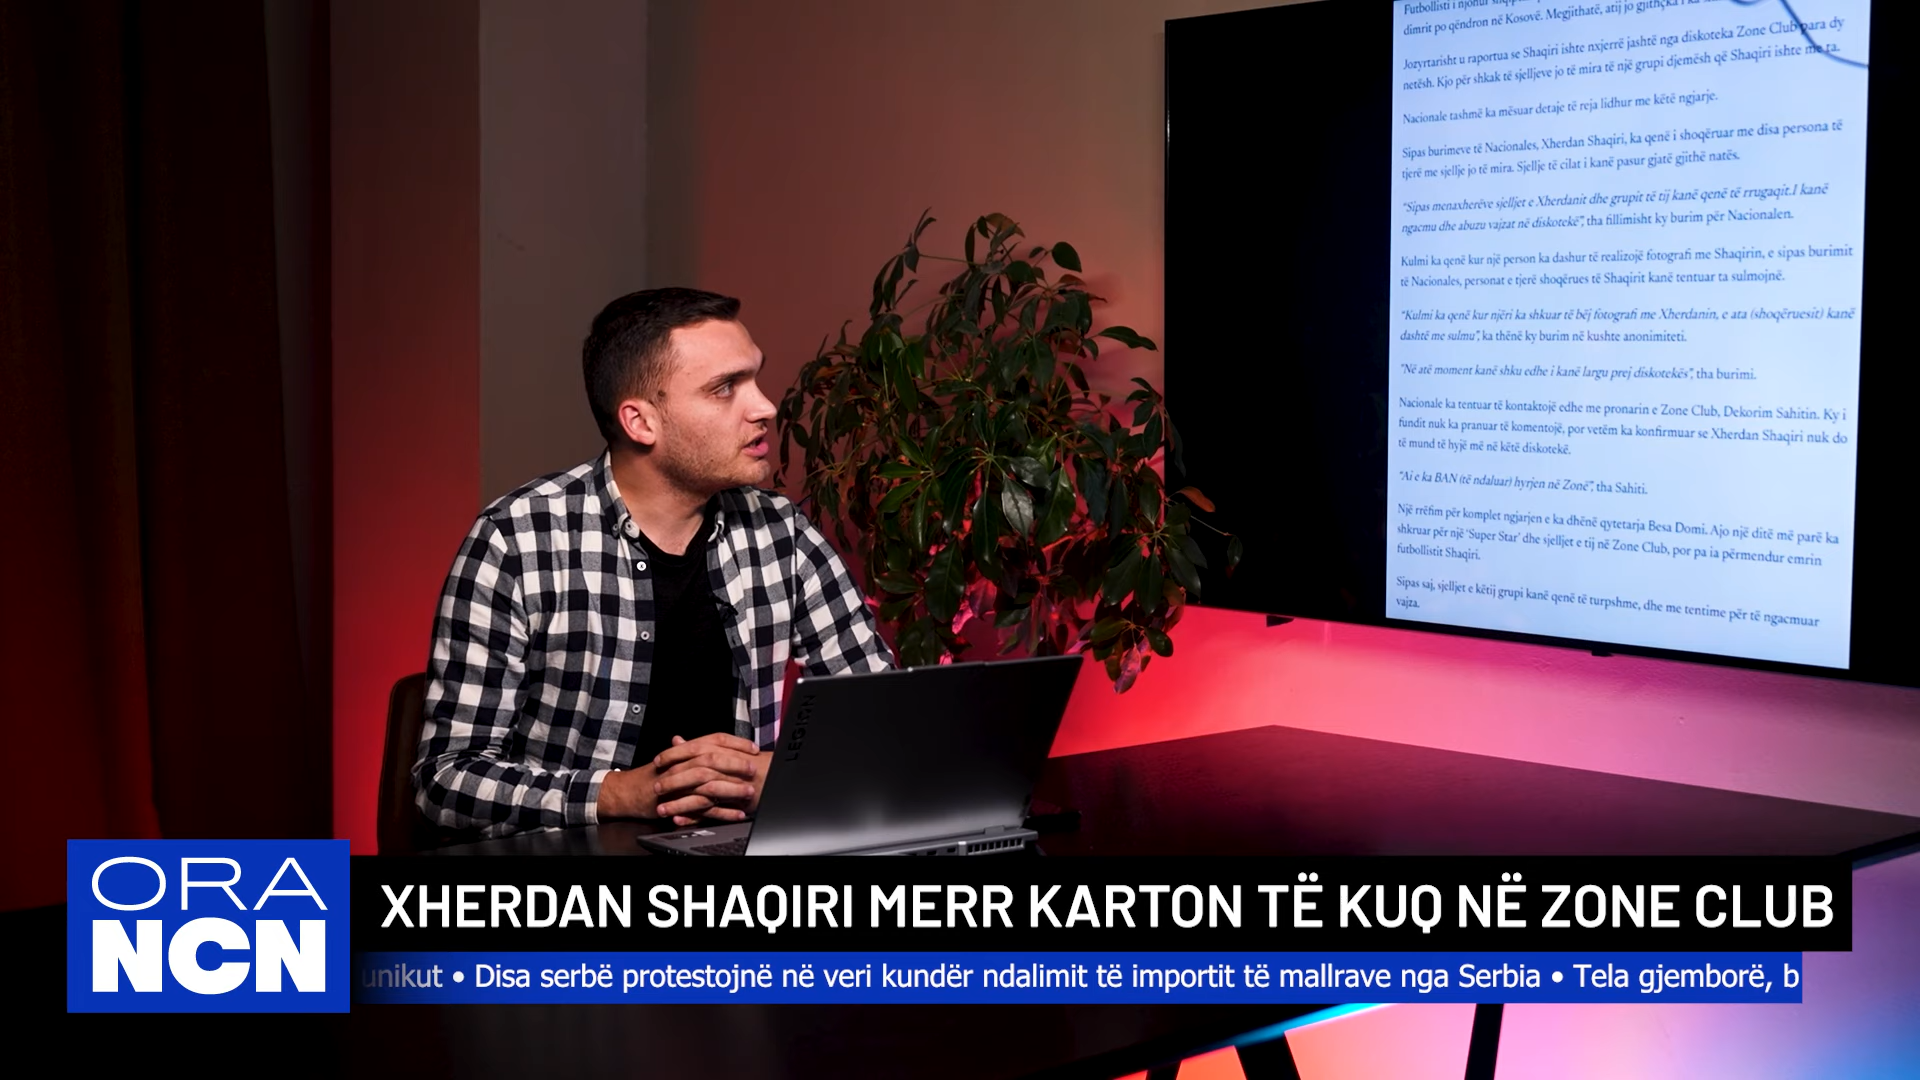 Futbollisti i njohur
dimrit po qëndron në Kosovë. Megjithatë, atij jo gjithçka i ka
Jozyrtarisht u raportua se Shaqiri ishte nxjerrë jashtë nga diskoteka Zone Club para dy
netësh. Kjo për shkak të sjelljeve jo të mira të një grupi djemësh që Shaqiri ishte me ta.
Nacionale tashmë ka mësuar detaje të reja lidhur me këtë ngjarje.
Sipas burimeve të Nacionales, Xherdan Shaqiri, ka qenë i shoqëruar me disa persona të
tjerë me sjellje jo të mira. Sjellje të cilat i kanë pasur gjatë gjithë natës.
"Sipas menaxherëve sjelljet e Xherdanit dhe grupit të tij kanë qenë të rrugaqit.I kanë
ngacmu dhe abuzu vajzat në diskotekë", tha fillimisht ky burim për Nacionalen.
Kulmi ka qenë kur një person ka dashur të realizojë fotografi me Shaqirin, e sipas burimit
të Nacionales, personat e tjerë shoqërues të Shaqirit kanë tentuar ta sulmojnë.
"Kulmi ka qenë kur njëri ka shkuar të bëj fotografi me Xherdanin, e ata (shoqëruesit) kanë
dashtë me sulmu", ka thënë ky burim në kushte anonimiteti.
"Në atë moment kanë shku edhe i kanë largu prej diskotekës", tha burimi.
Nacionale ka tentuar të kontaktojë edhe me pronarin e Zone Club, Dekorim Sahitin. Ky i
fundit nuk ka pranuar të komentojë, por vetëm ka konfirmuar se Xherdan Shaqiri nuk do
të mund të hyjë më në këtë diskotekë.
"Ai e ka BAN (të ndaluar) hyrjen në Zonë", tha Sahiti.
Një rrëfim për komplet ngjarjen e ka dhënë qytetarja Besa Domi. Ajo një ditë më parë ka
shkruar për një 'Super Star' dhe sjelljet e tij në Zone Club, por pa ia përmendur emrin
futbollistit Shaqiri.
Sipas saj, sjelljet e këtij grupi kanë qenë të turpshme, dhe me tentime për të ngacmuar
vajza.
LEGION
ORA
NCN
XHERDAN SHAQIRI MERR KARTON TË KUQ NË ZONE CLUB
unikut • Disa serbë protestojnë në veri kundër ndalimit të importit të mallrave nga Serbia • Tela gjemborë, b